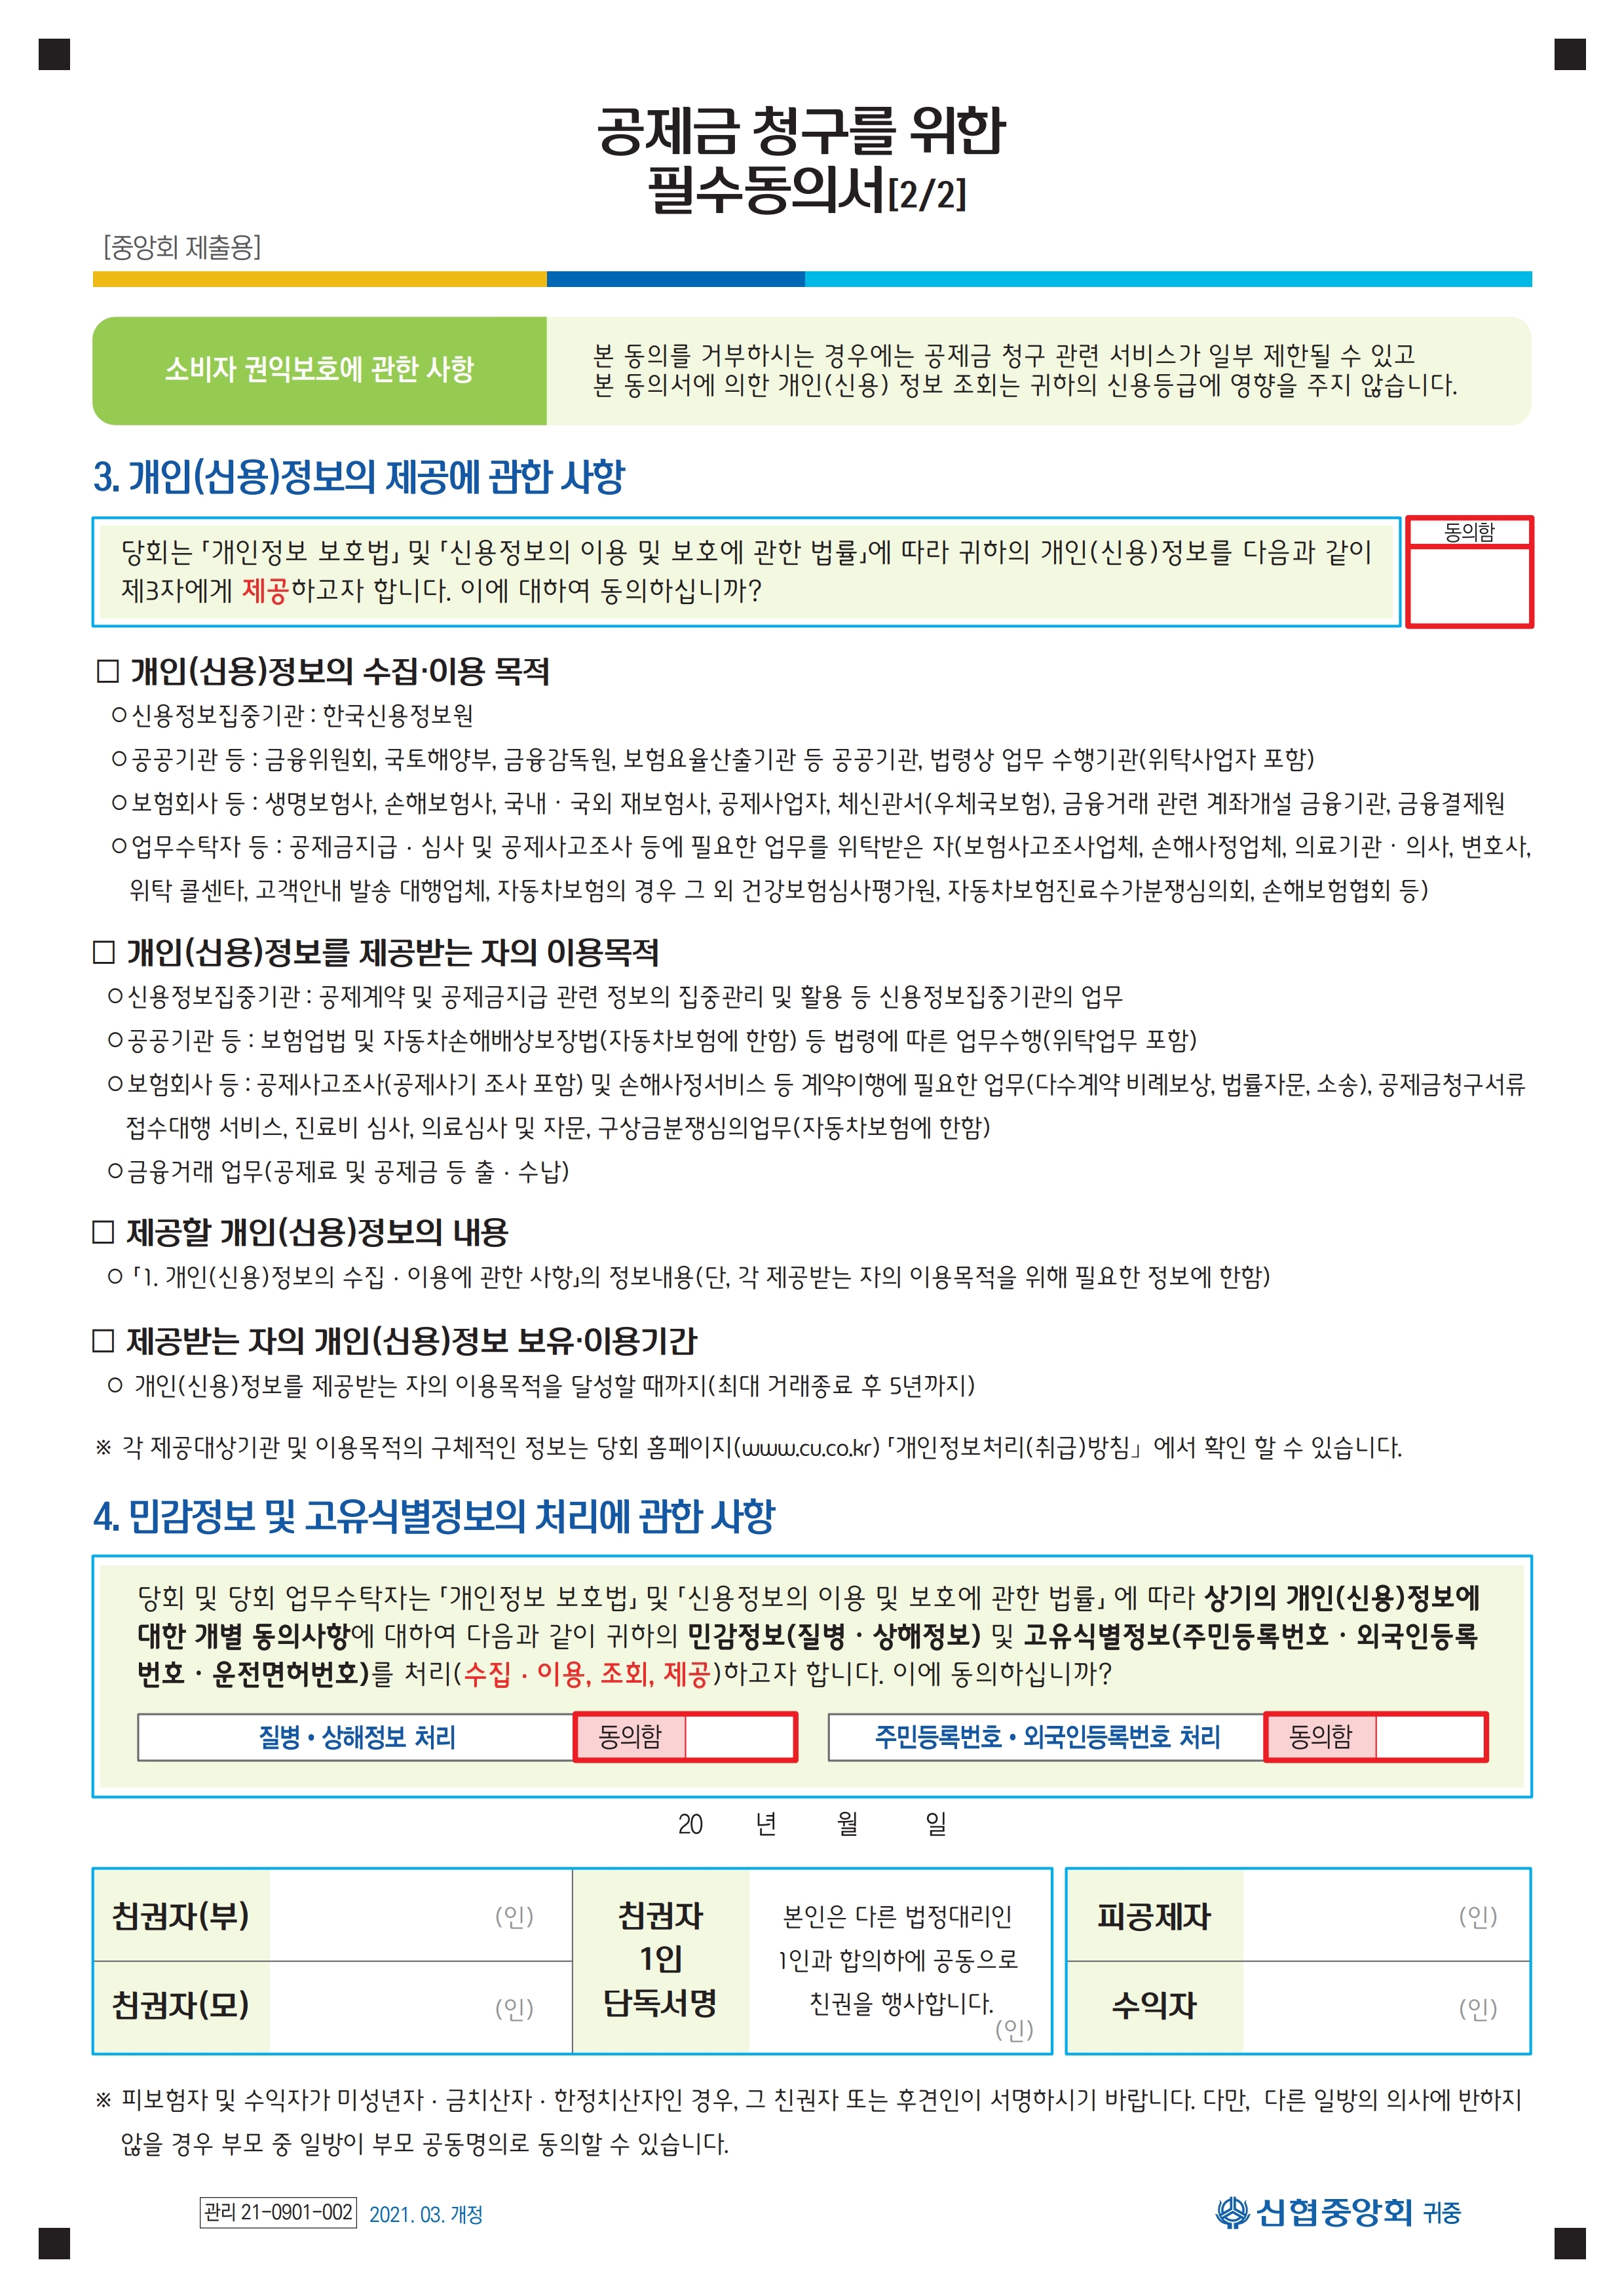 공제금 청구를 위한
필수동의서[2/2]
[중앙회 제출용]
소비자 권익보호에 관한 사항
본 동의를 거부하시는 경우에는 공제금 청구 관련 서비스가 일부 제한될 수 있고
본 동의서에 의한 개인(신용) 정보 조회는 귀하의 신용등급에 영향을 주지 않습니다.
3. 개인(신용)정보의 제공에 관한 사항
당회는 「개인정보 보호법」 및 「신용정보의 이용 및 보호에 관한 법률」에 따라 귀하의 개인(신용)정보를 다음과 같이
제3자에게 제공하고자 합니다. 이에 대하여 동의하십니까?
동의함
□ 개인(신용)정보의 수집·이용 목적
○ 신용정보집중기관 : 한국신용정보원
○ 공공기관 등 : 금융위원회, 국토해양부, 금융감독원, 보험요율산출기관 등 공공기관, 법령상 업무 수행기관(위탁사업자 포함)
○ 보험회사 등 : 생명보험사, 손해보험사, 국내 · 국외 재보험사, 공제사업자, 체신관서(우체국보험), 금융거래 관련 계좌개설 금융기관, 금융결제원
○ 업무수탁자 등 : 공제금지급 · 심사 및 공제사고조사 등에 필요한 업무를 위탁받은 자(보험사고조사업체, 손해사정업체, 의료기관 · 의사, 변호사,
위탁 콜센타, 고객안내 발송 대행업체, 자동차보험의 경우 그 외 건강보험심사평가원, 자동차보험진료수가분쟁심의회, 손해보험협회 등)
□ 개인(신용)정보를 제공받는 자의 이용목적
○ 신용정보집중기관 : 공제계약 및 공제금지급 관련 정보의 집중관리 및 활용 등 신용정보집중기관의 업무
○ 공공기관 등 : 보험업법 및 자동차손해배상보장법(자동차보험에 한함) 등 법령에 따른 업무수행(위탁업무 포함)
○ 보험회사 등 : 공제사고조사(공제사기 조사 포함) 및 손해사정서비스 등 계약이행에 필요한 업무(다수계약 비례보상, 법률자문, 소송), 공제금청구서류
접수대행 서비스, 진료비 심사, 의료심사 및 자문, 구상금분쟁심의업무(자동차보험에 한함)
○ 금융거래 업무(공제료 및 공제금 등 출 · 수납)
□ 제공할 개인(신용)정보의 내용
○ 「1. 개인(신용)정보의 수집 · 이용에 관한 사항」의 정보내용(단, 각 제공받는 자의 이용목적을 위해 필요한 정보에 한함)
□ 제공받는 자의 개인(신용)정보 보유·이용기간
○ 개인(신용)정보를 제공받는 자의 이용목적을 달성할 때까지(최대 거래종료 후 5년까지)
※ 각 제공대상기관 및 이용목적의 구체적인 정보는 당회 홈페이지(www.cu.co.kr) 「개인정보처리(취급)방침」 에서 확인 할 수 있습니다.
4. 민감정보 및 고유식별정보의 처리에 관한 사항
당회 및 당회 업무수탁자는 「개인정보 보호법」 및 「신용정보의 이용 및 보호에 관한 법률」 에 따라 상기의 개인(신용)정보에
대한 개별 동의사항에 대하여 다음과 같이 귀하의 민감정보(질병 · 상해정보) 및 고유식별정보(주민등록번호 · 외국인등록
번호 · 운전면허번호)를 처리(수집 · 이용, 조회, 제공)하고자 합니다. 이에 동의하십니까?
질병 • 상해정보 처리 동의함 주민등록번호 • 외국인등록번호 처리 동의함
20 년 월 일
친권자(부) (인)
친권자(모) (인)
친권자
1인
단독서명
본인은 다른 법정대리인
1인과 합의하에 공동으로
친권을 행사합니다.
(인)
피공제자 (인)
수익자 (인)
※ 피보험자 및 수익자가 미성년자 · 금치산자 · 한정치산자인 경우, 그 친권자 또는 후견인이 서명하시기 바랍니다. 다만, 다른 일방의 의사에 반하지
않을 경우 부모 중 일방이 부모 공동명의로 동의할 수 있습니다.
관리 21-0901-002 2021. 03. 개정
신협중앙회 귀중